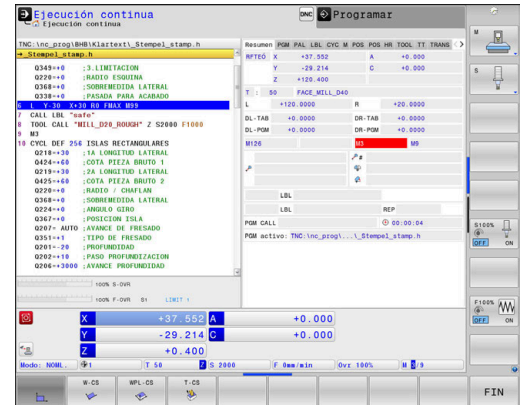 Ejecución continua
Ejecución continua
DNC
Programar
TNC:\nc_prog\BHB\Klartext\_Stempel_stamp.h
→_Stempel_stamp.h
Q349=+0 ;3.LIMITACION
Q220=+0 ;RADIO ESQUINA
Q368=+0 ;SOBREMEDIDA LATERAL
Q338=+0 ;PASADA PARA ACABADO
6 L Y-30 X+30 R0 FMAX M99
7 CALL LBL "safe"
8 TOOL CALL "MILL_D20_ROUGH" Z S2000 F1000
9 M3
10 CYCL DEF 256 ISLAS RECTANGULARES
Q218=+30 ;1A LONGITUD LATERAL
Q424=+60 ;COTA PIEZA BRUTO 1
Q219=+30 ;2A LONGITUD LATERAL
Q425=+60 ;COTA PIEZA BRUTO 2
Q220=+0 ;RADIO / CHAFLAN
Q368=+0 ;SOBREMEDIDA LATERAL
Q224=+0 ;ANGULO GIRO
Q367=+0 ;POSICION ISLA
Q207= AUTO ;AVANCE DE FRESADO
Q351=+1 ;TIPO DE FRESADO
Q201=-20 ;PROFUNDIDAD
Q202=+10 ;PASO PROFUNDIZACION
Q206=+3000 ;AVANCE PROFUNDIDAD
100% S-OVR
100% F-OVR S1 LIMIT 1
Resumen PGM PAL LBL CYC M POS POS HR TOOL TT TRANS
RFTEO X +37.552 A +0.000
Y -29.214 C +0.000
Z +120.400
T : 50 FACE_MILL_D40
L +120.0000 R +20.0000
DL-TAB +0.0000 DR-TAB +0.0000
DL-PGM +0.0000 DR-PGM +0.0000
M126 M3 M9
P#
P
LBL
LBL REP
PGM CALL 00:00:04
PGM activo: TNC:\nc_prog\...\_Stempel_stamp.h
X +37.552 A +0.000
Y -29.214 C +0.000
Z +0.400
Modo: NOML. 1 T 50 Z S 2000 F 0mm/min Ovr 100% M 3/9
W-CS WPL-CS T-CS
FIN
M
S
S100%
OFF ON
F100%
OFF ON